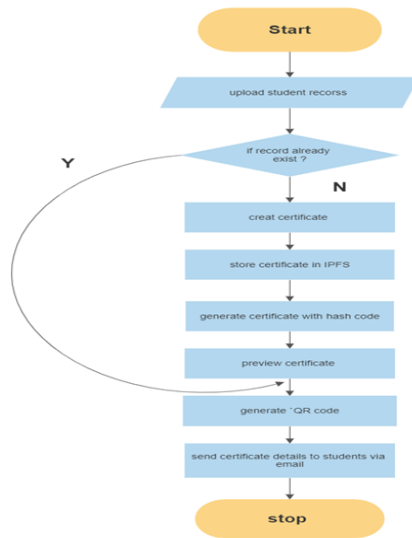 Start
upload student recorss
if record already
exist ?
Y
N
creat certificate
store certificate in IPFS
generate certificate with hash code
preview certificate
generate `QR code
send certificate details to students via
email
stop